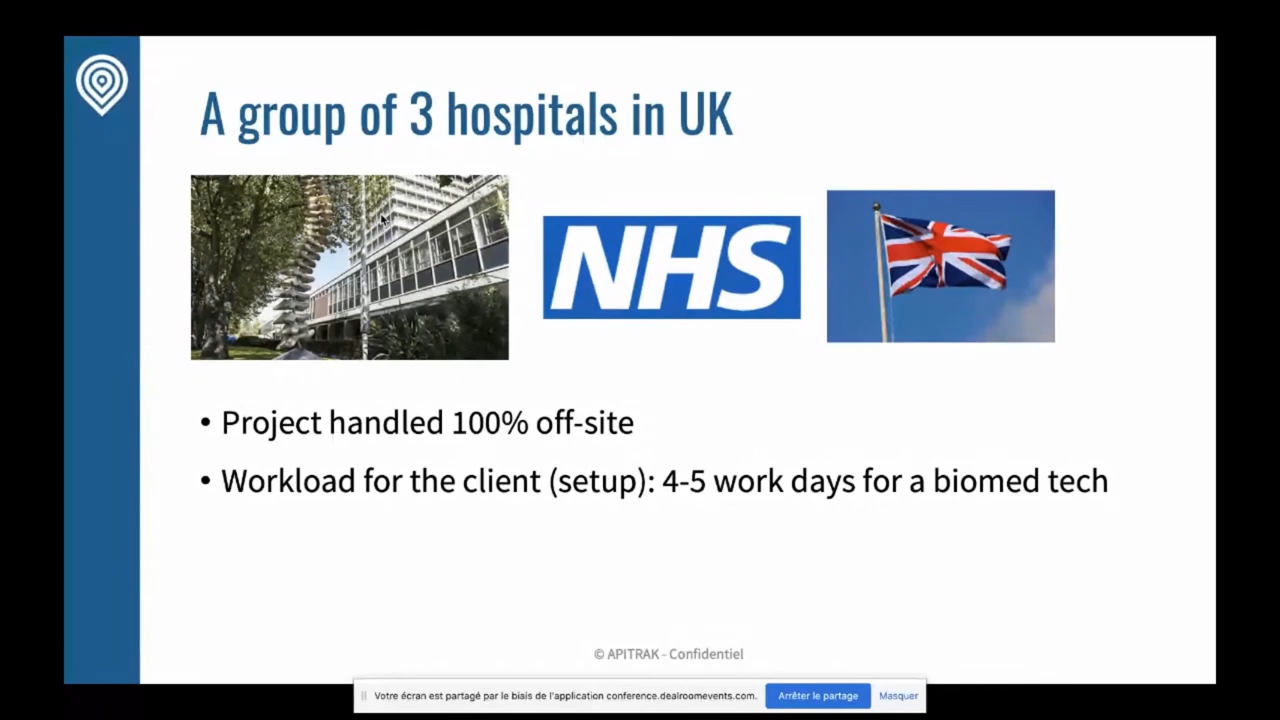 A group of 3 hospitals in UK
NHS
• Project handled 100% off-site
• Workload for the client (setup): 4-5 work days for a biomed tech
© APITRAK - Confidentiel
Votre écran est partagé par le biais de l'application conference.dealroomevents.com. Arrêter le partage Masquer